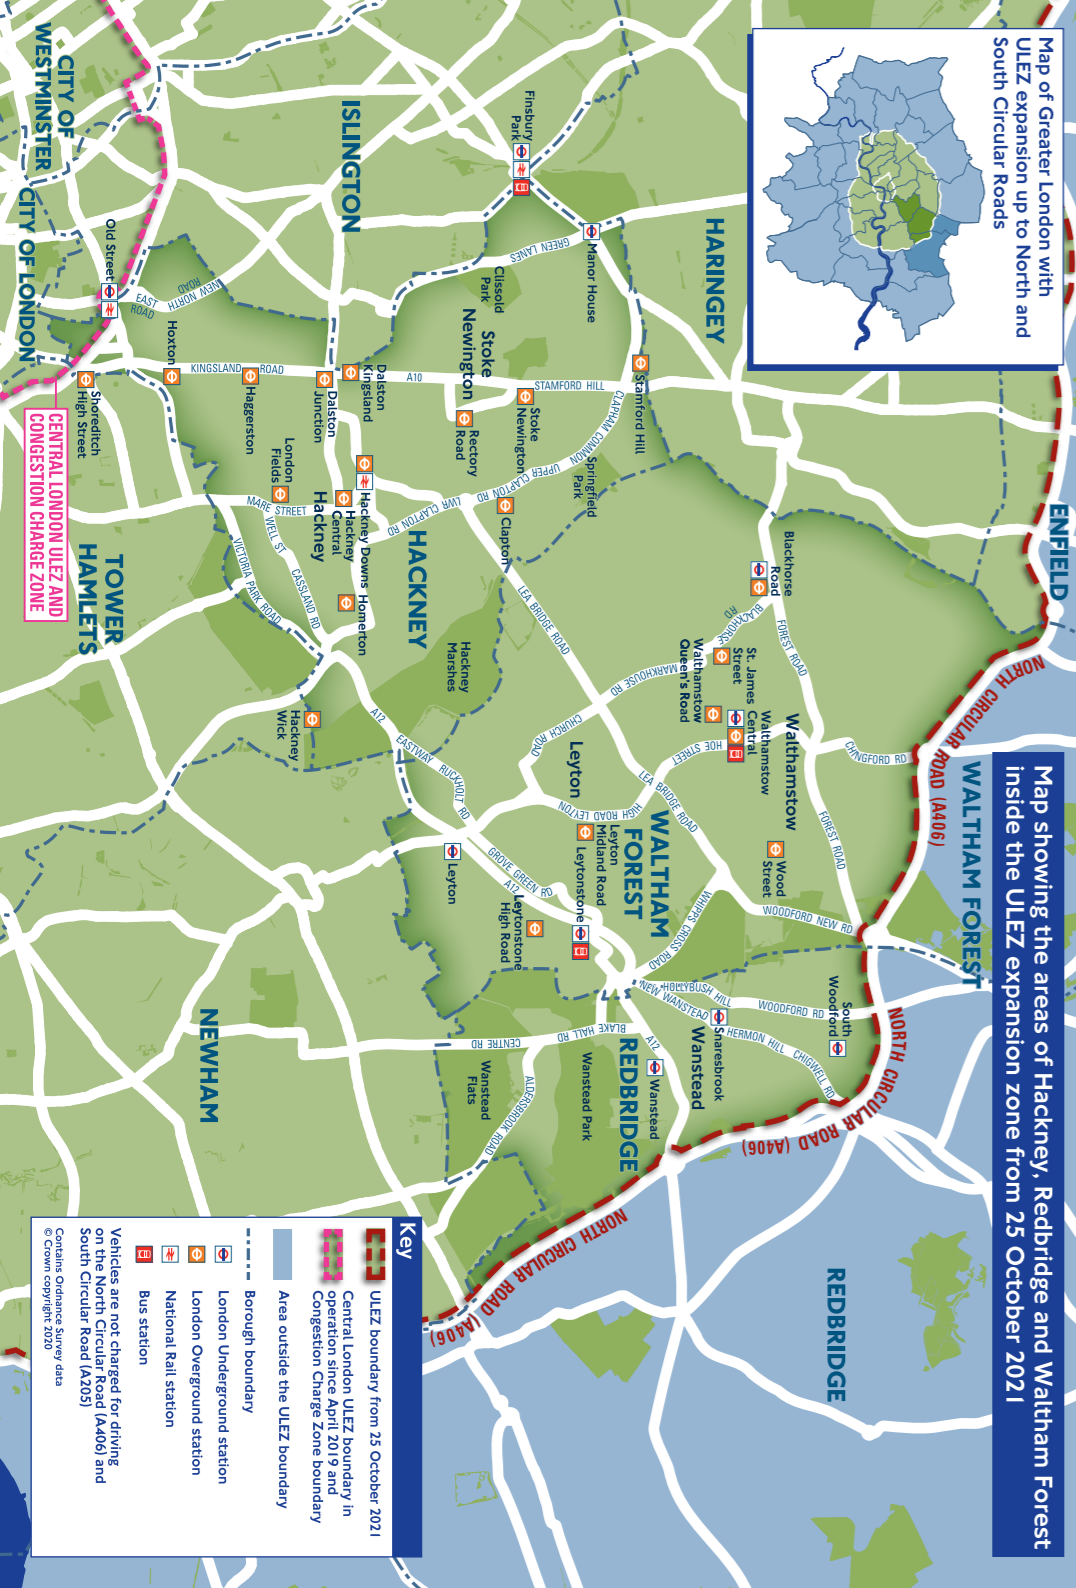 Map of Greater London with
ULEZ expansion up to North and
South Circular Roads
Map showing the areas of Hackney, Redbridge and Waltham Forest
inside the ULEZ expansion zone from 25 October 2021
ENFIELD
HARINGEY
WALTHAM FOREST
REDBRIDGE
NORTH CIRCULAR ROAD (A406)
NORTH CIRCULAR ROAD (A406)
NORTH CIRCULAR ROAD (A406)
Finsbury
Park
Manor House
GREEN LANES
Clissold
Park
Stamford Hill
STAMFORD HILL
CLAPHAM COMMON
UPPER CLAPTON RD
LWR CLAPTON RD
Springfield
Park
Stoke
Newington
Stoke
Newington
Rectory
Road
Clapton
A10
ISLINGTON
Dalston
Kingsland
Dalston
Junction
KINGSLAND
ROAD
Haggerston
Hoxton
NEW NORTH
ROAD
EAST
ROAD
Old Street
Shoreditch
High Street
CITY OF
WESTMINSTER
CITY OF LONDON
CENTRAL LONDON ULEZ AND
CONGESTION CHARGE ZONE
TOWER
HAMLETS
London
Fields
Hackney
Hackney
Central
Hackney Downs
Homerton
HACKNEY
MARE STREET
WELL ST
CASSLAND RD
VICTORIA PARK ROAD
Hackney
Wick
Hackney
Marshes
A12
EASTWAY
RUCKHOLT RD
LEA BRIDGE ROAD
LEA BRIDGE ROAD
Blackhorse
Road
BLACKHORSE
RD
FOREST ROAD
FOREST ROAD
St. James
Street
Walthamstow
Queen's Road
Walthamstow
Central
Walthamstow
MARKHOUSE RD
CHURCH ROAD
HOE STREET
CHINGFORD RD
Wood
Street
WOODFORD NEW RD
Leyton
HIGH ROAD LEYTON
Leyton
Midland Road
WALTHAM
FOREST
Leytonstone
Leyton
GROVE GREEN RD
A12
Leytonstone
High Road
WHIPPS CROSS ROAD
HOLLYBUSH HILL
NEW WANSTEAD
WOODFORD RD
South
Woodford
Snaresbrook
HERMON HILL
CHIGWELL RD
Wanstead
Wanstead
A12
REDBRIDGE
BLAKE HALL RD
CENTRE RD
Wanstead Park
Wanstead
Flats
ALDERSBROOK ROAD
NEWHAM
Key
ULEZ boundary from 25 October 2021
Central London ULEZ boundary in
operation since April 2019 and
Congestion Charge Zone boundary
Area outside the ULEZ boundary
Borough boundary
London Underground station
London Overground station
National Rail station
Bus station
Vehicles are not charged for driving
on the North Circular Road (A406) and
South Circular Road (A205)
Contains Ordnance Survey data
© Crown copyright 2020